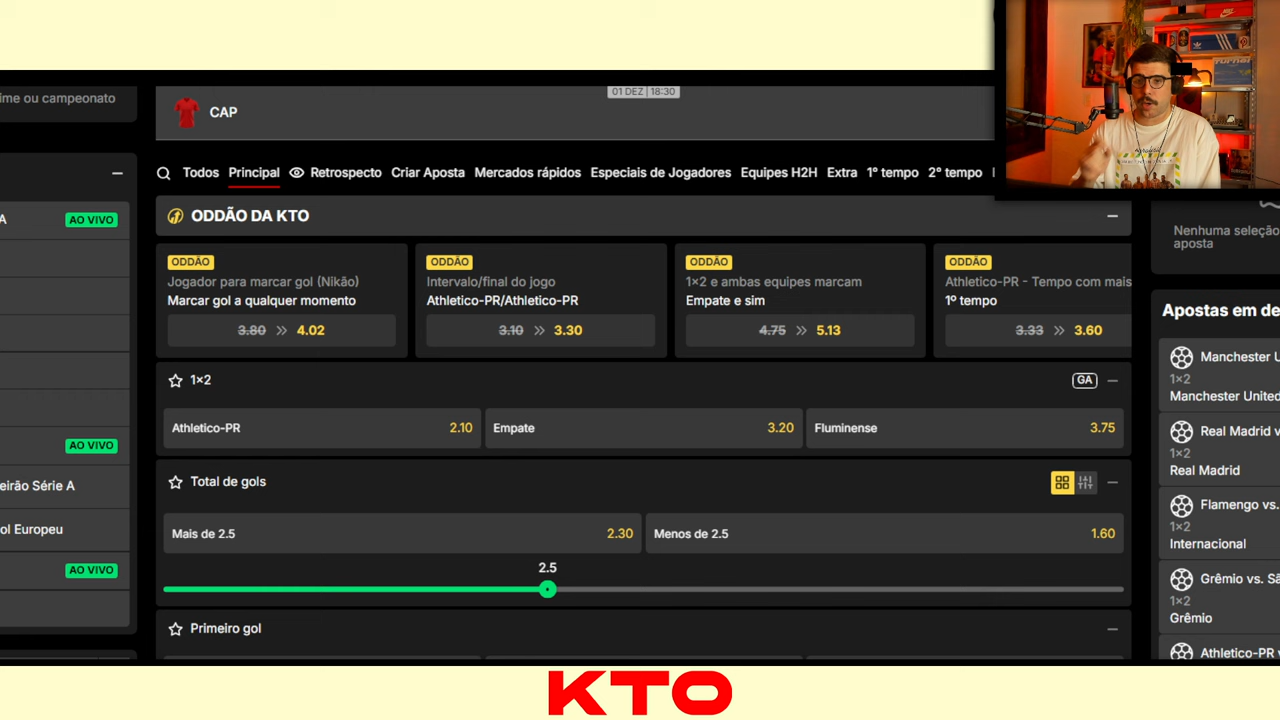 ime ou campeonato
CAP
01 DEZ | 18:30
Todos Principal Retrospecto Criar Aposta Mercados rápidos Especiais de Jogadores Equipes H2H Extra 1º tempo 2º tempo
A AO VIVO
AO VIVO
eirão Série A
ol Europeu
AO VIVO
ODDÃO DA KTO
ODDÃO
Jogador para marcar gol (Nikão)
Marcar gol a qualquer momento
3.80 >> 4.02
ODDÃO
Intervalo/final do jogo
Athletico-PR/Athletico-PR
3.10 >> 3.30
ODDÃO
1×2 e ambas equipes marcam
Empate e sim
4.75 >> 5.13
ODDÃO
Athletico-PR - Tempo com mais
1º tempo
3.33 >> 3.60
1×2 GA
Athletico-PR 2.10 Empate 3.20 Fluminense 3.75
Total de gols
Mais de 2.5 2.30 Menos de 2.5 1.60
2.5
Primeiro gol
Nenhuma seleção
aposta
Apostas em de
Manchester U
1×2
Manchester United
Real Madrid v
1×2
Real Madrid
Flamengo vs.
1×2
Internacional
Grêmio vs. Sã
1×2
Grêmio
Athletico-PR v
KTO